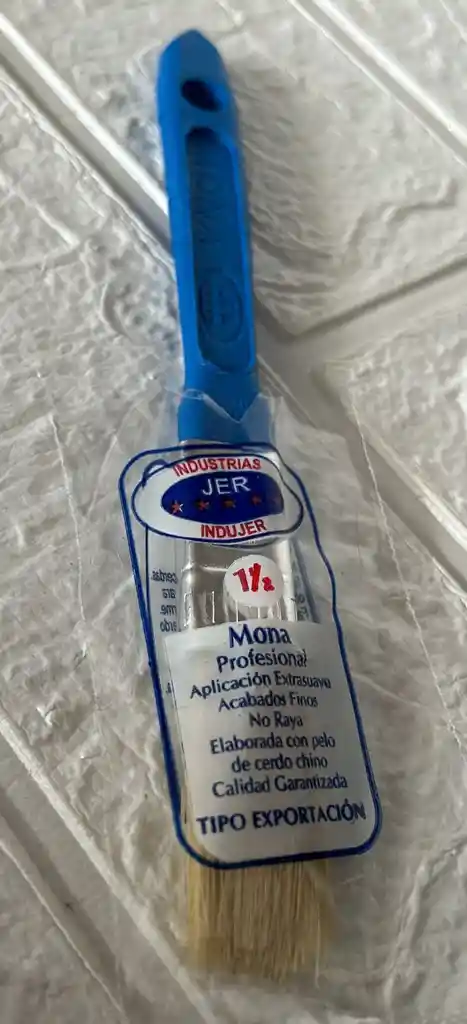 INDUSTRIAS
JER
INDUJER
1½
Mona
Profesional
Aplicación Extrasuave
Acabados Finos
No Raya
Elaborada con pelo
de cerdo chino
Calidad Garantizada
TIPO EXPORTACIÓN